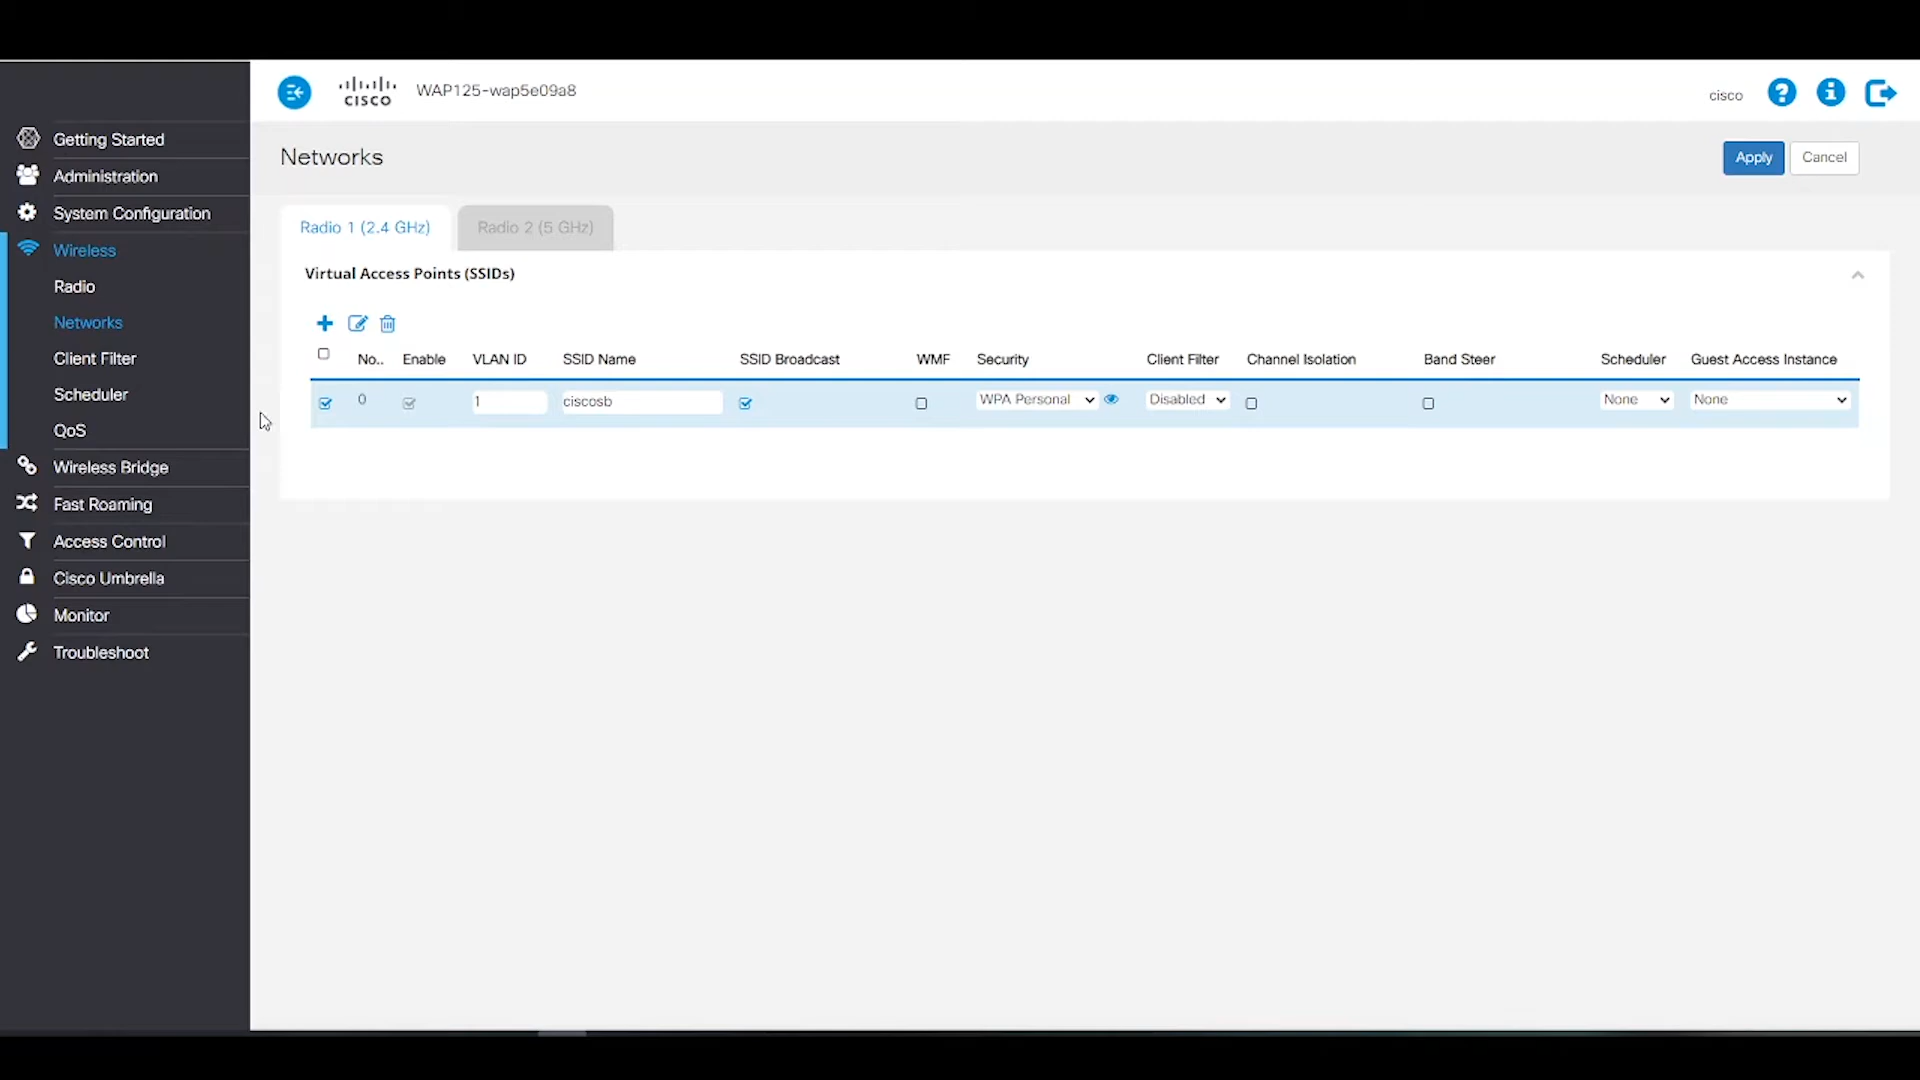 CISCO
WAP125-wap5e09a8
cisco
Getting Started
Administration
System Configuration
Wireless
Radio
Networks
Client Filter
Scheduler
QoS
Wireless Bridge
Fast Roaming
Access Control
Cisco Umbrella
Monitor
Troubleshoot
Networks
Apply
Cancel
Radio 1 (2.4 GHz)
Radio 2 (5 GHz)
Virtual Access Points (SSIDs)
No.. Enable VLAN ID SSID Name SSID Broadcast WMF Security Client Filter Channel Isolation Band Steer Scheduler Guest Access Instance
0 1 ciscosb WPA Personal Disabled None None